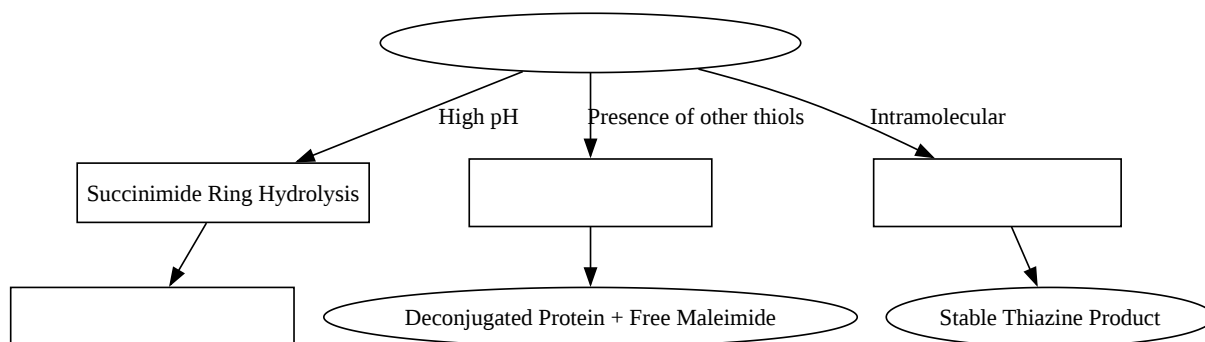 High pH
Presence of other thiols
Intramolecular
Succinimide Ring Hydrolysis
Deconjugated Protein + Free Maleimide
Stable Thiazine Product